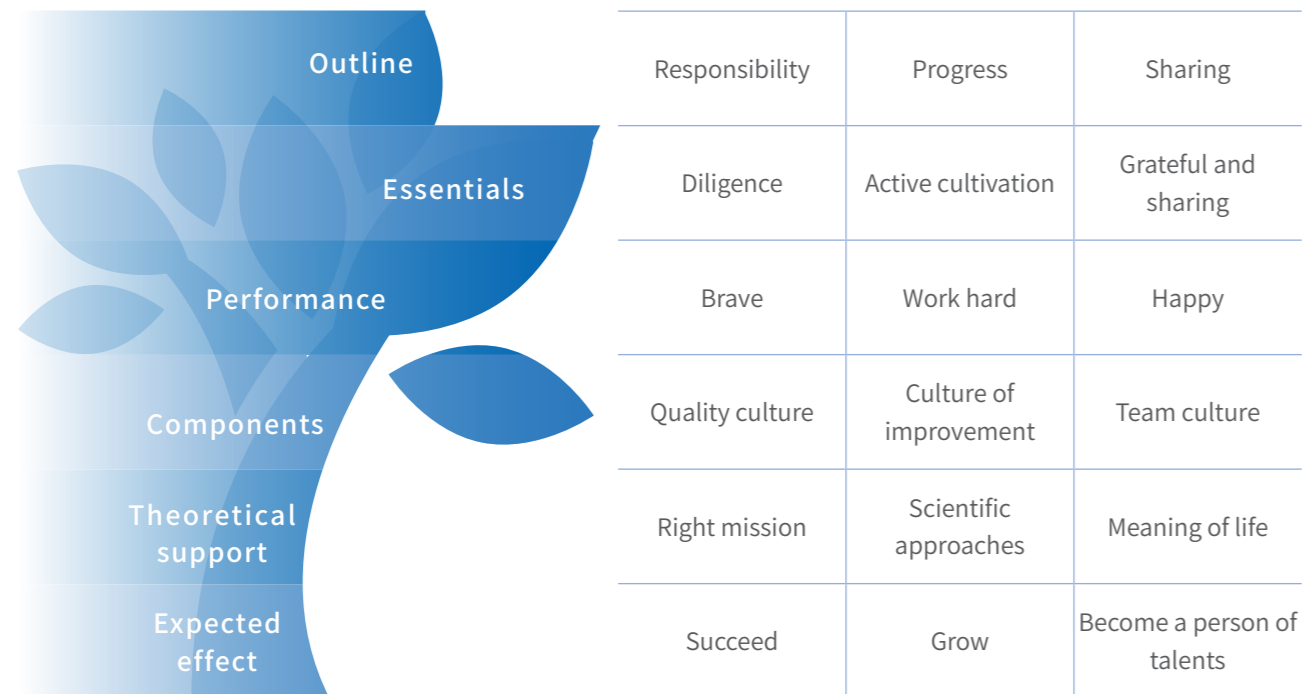 Outline
Responsibility
Progress
Sharing
Essentials
Diligence
Active cultivation
Grateful and
sharing
Performance
Brave
Work hard
Happy
Components
Quality culture
Culture of
improvement
Team culture
Theoretical
support
Right mission
Scientific
approaches
Meaning of life
Expected
effect
Succeed
Grow
Become a person of
talents